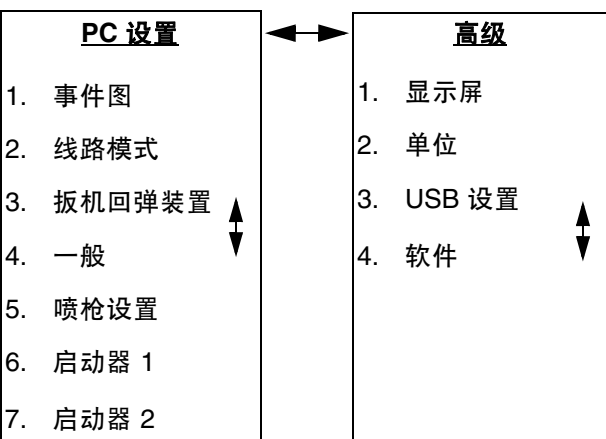 PC 设置
1. 事件图
2. 线路模式
3. 扳机回弹装置
4. 一般
5. 喷枪设置
6. 启动器 1
7. 启动器 2
高级
1. 显示屏
2. 单位
3. USB 设置
4. 软件